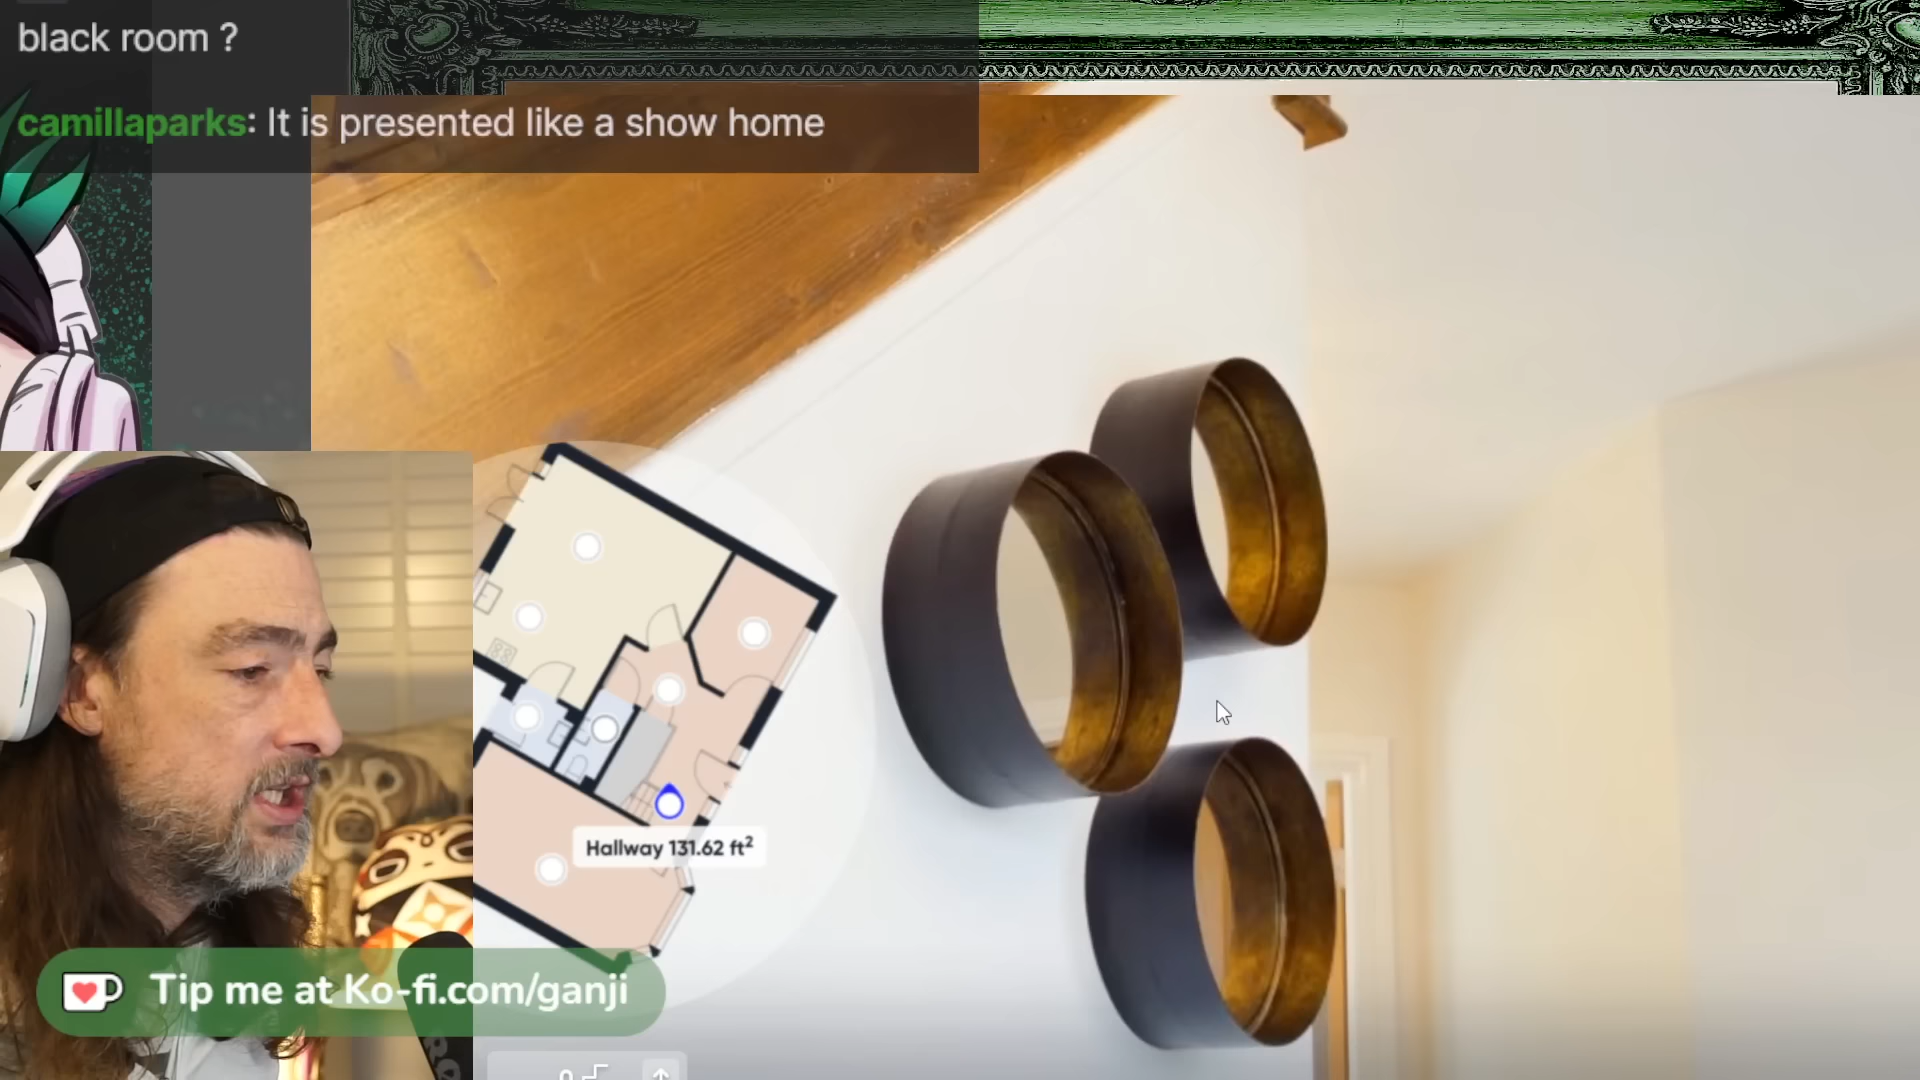 black room ?
camillaparks: It is presented like a show home
Hallway 131.62 ft²
Tip me at Ko-fi.com/ganji